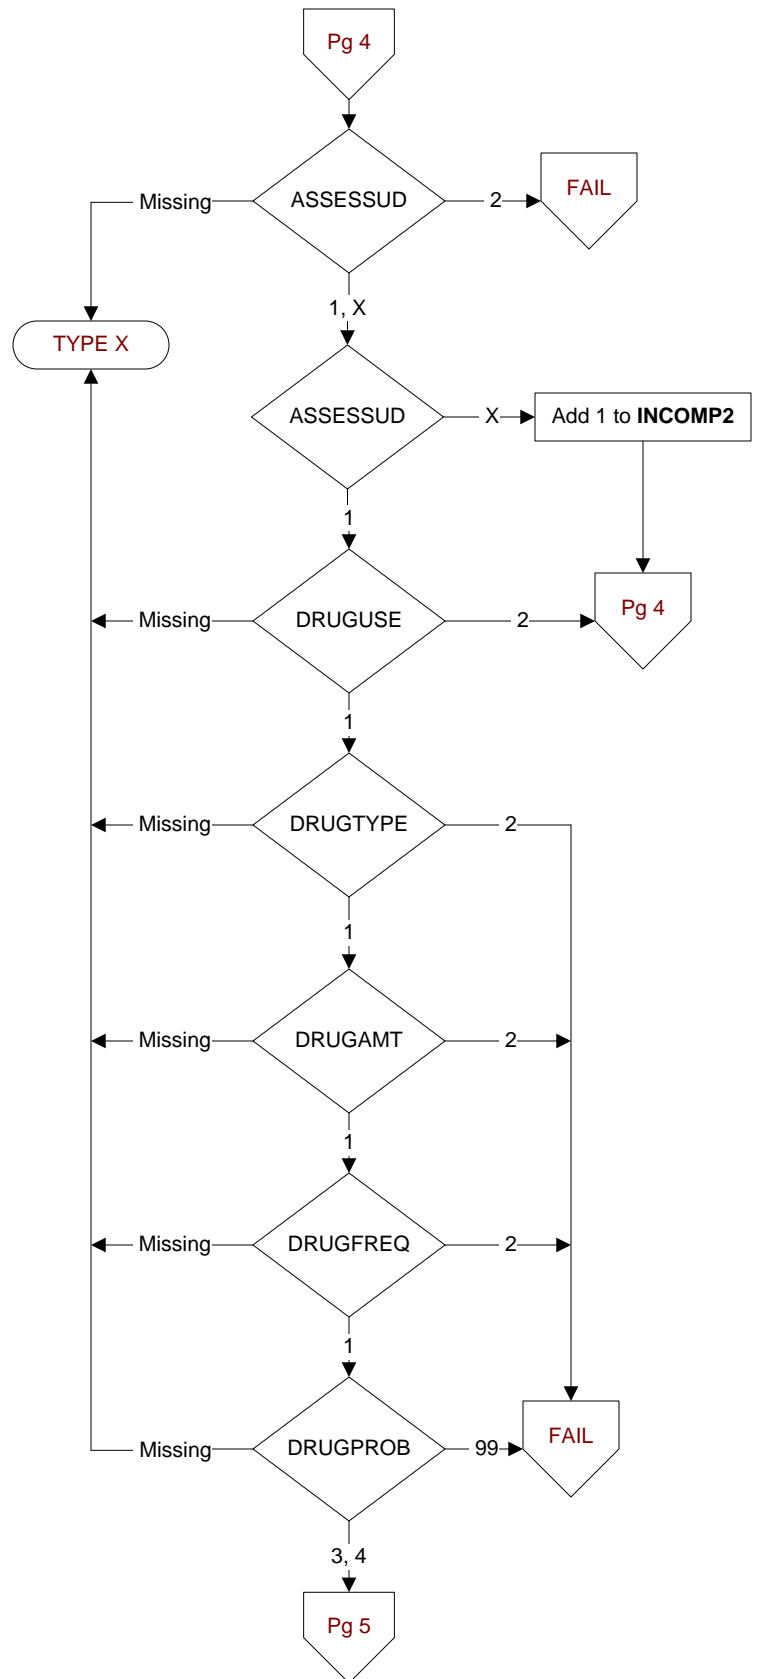 Pg 4
Missing
ASSESSUD
2
FAIL
1, X
TYPE X
ASSESSUD
X
Add 1 to INCOMP2
1
Missing
DRUGUSE
2
Pg 4
1
Missing
DRUGTYPE
2
1
Missing
DRUGAMT
2
1
Missing
DRUGFREQ
2
1
Missing
DRUGPROB
99
FAIL
3, 4
Pg 5